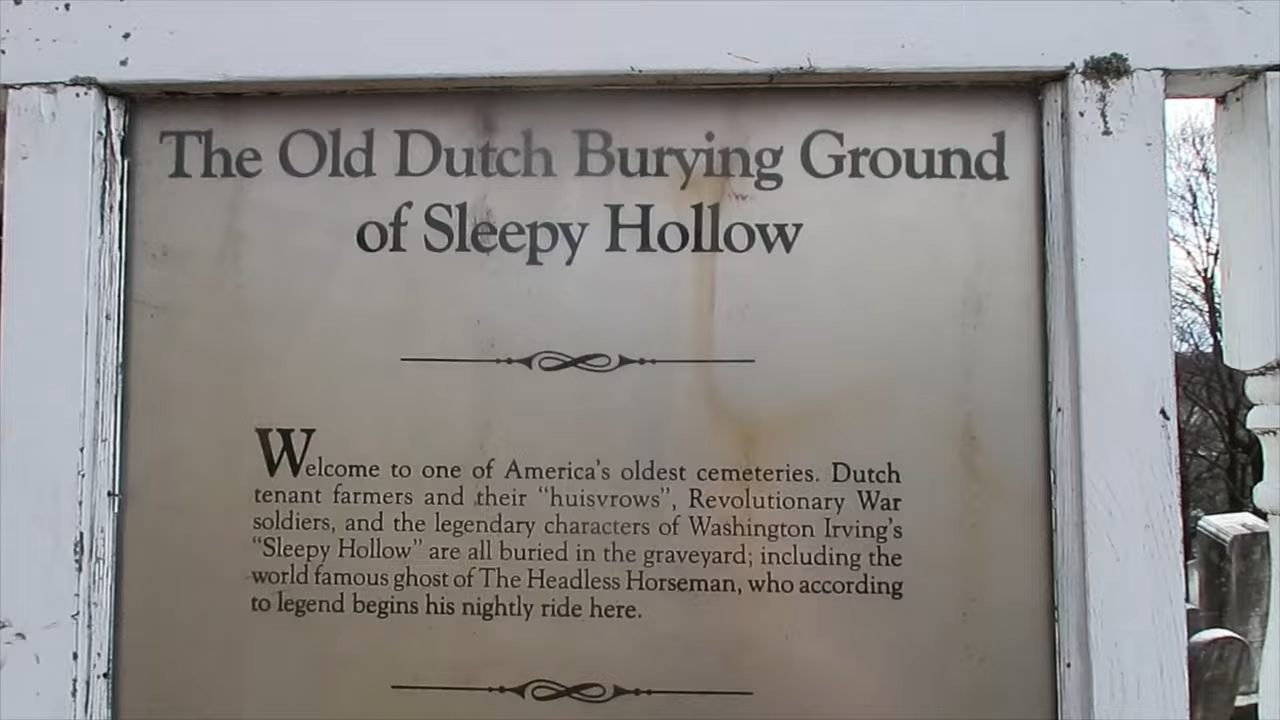 The Old Dutch Burying Ground
of Sleepy Hollow
Welcome to one of America's oldest cemeteries. Dutch
tenant farmers and their "huisvrows", Revolutionary War
soldiers, and the legendary characters of Washington Irving's
"Sleepy Hollow" are all buried in the graveyard; including the
world famous ghost of The Headless Horseman, who according
to legend begins his nightly ride here.